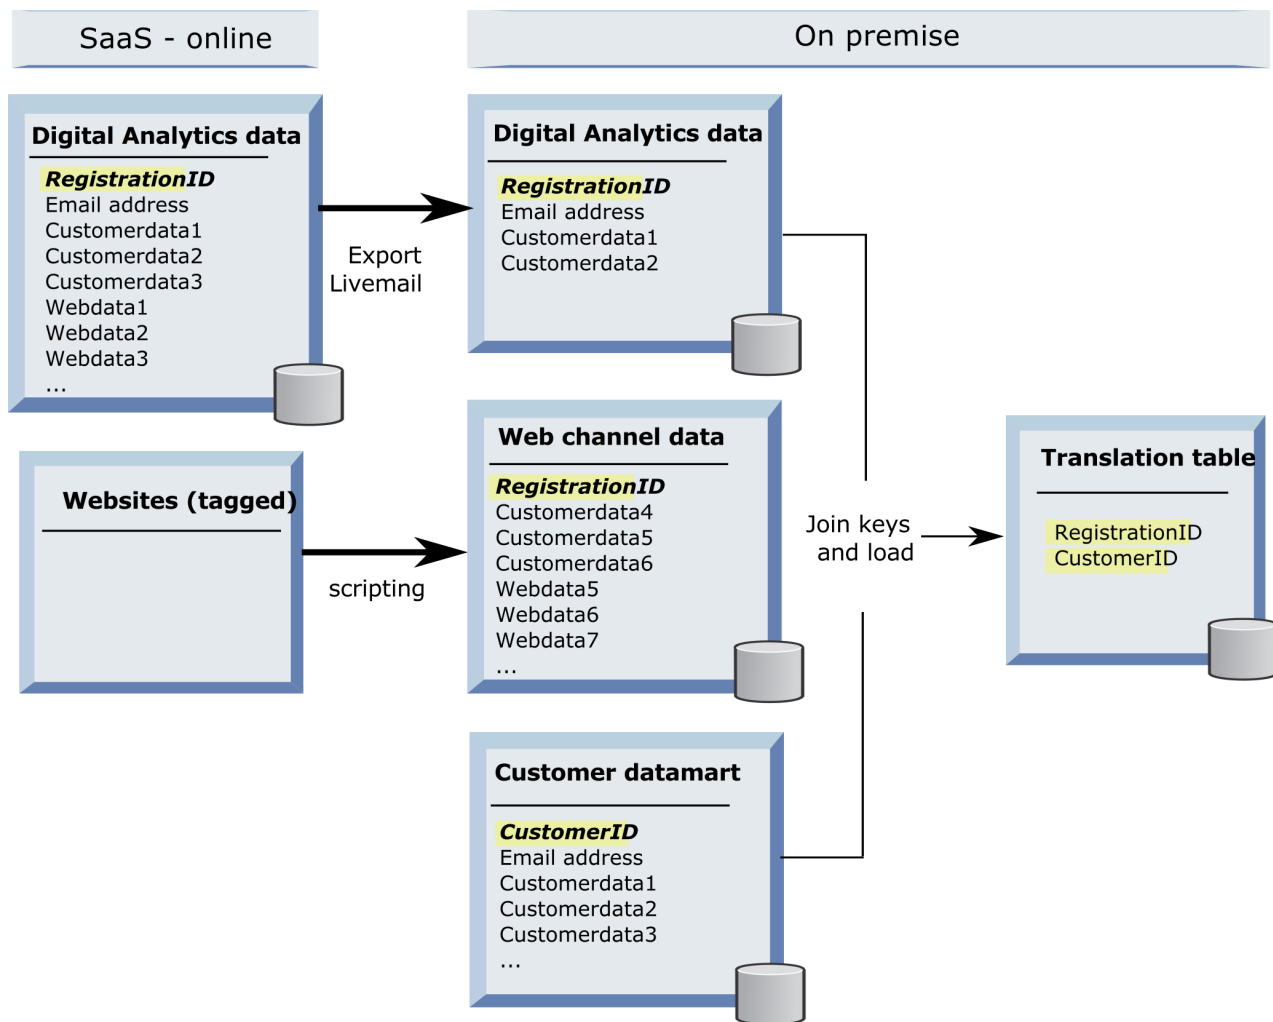 SaaS - online
On premise
Digital Analytics data
RegistrationID
Email address
Customerdata1
Customerdata2
Customerdata3
Webdata1
Webdata2
Webdata3
...
Export
Livemail
Digital Analytics data
RegistrationID
Email address
Customerdata1
Customerdata2
Websites (tagged)
scripting
Web channel data
RegistrationID
Customerdata4
Customerdata5
Customerdata6
Webdata5
Webdata6
Webdata7
...
Customer datamart
CustomerID
Email address
Customerdata1
Customerdata2
Customerdata3
...
Join keys
and load
Translation table
RegistrationID
CustomerID